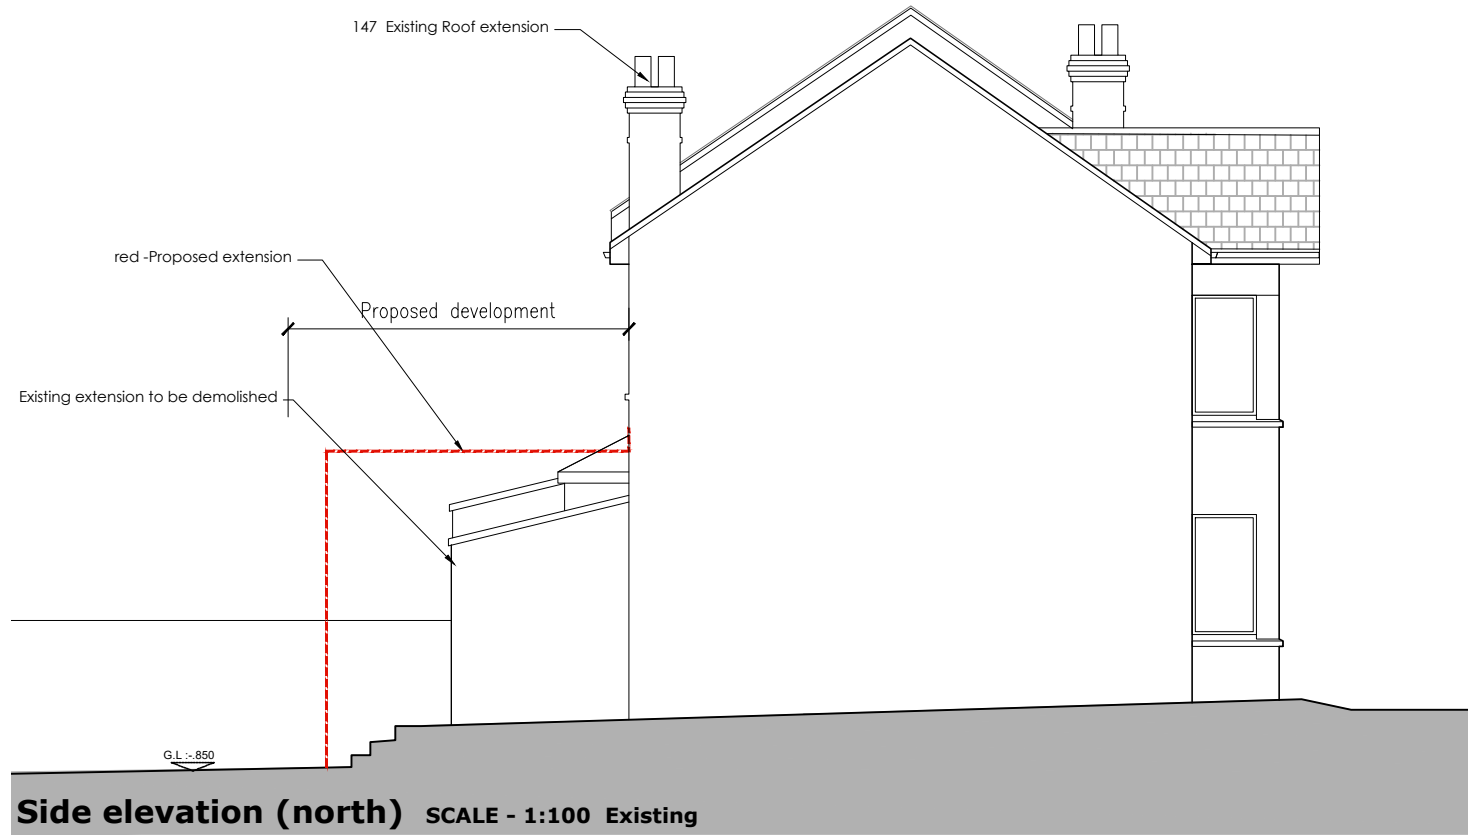 147 Existing Roof extension
red -Proposed extension
Proposed development
Existing extension to be demolished
G.L :-.850
Side elevation (north) SCALE - 1:100 Existing